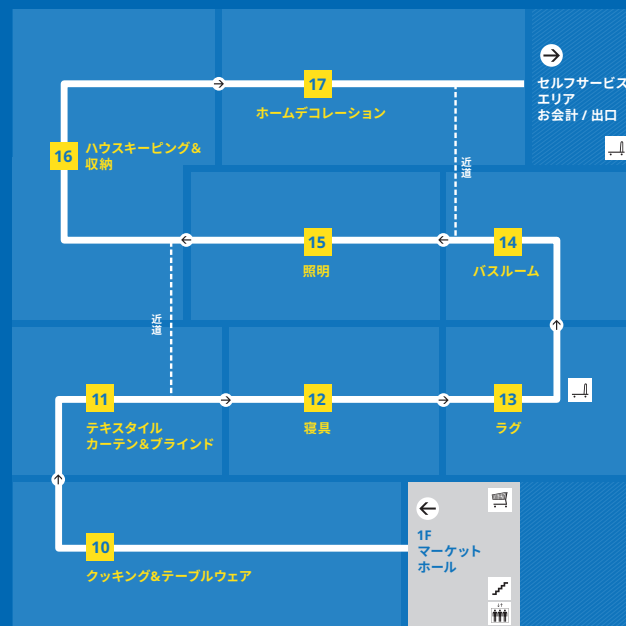 17
ホームデコレーション
セルフサービス
エリア
お会計 / 出口
16
ハウスキーピング&
収納
近道
15
照明
14
バスルーム
近道
11
テキスタイル
カーテン&ブラインド
12
寝具
13
ラグ
10
クッキング&テーブルウェア
1F
マーケット
ホール